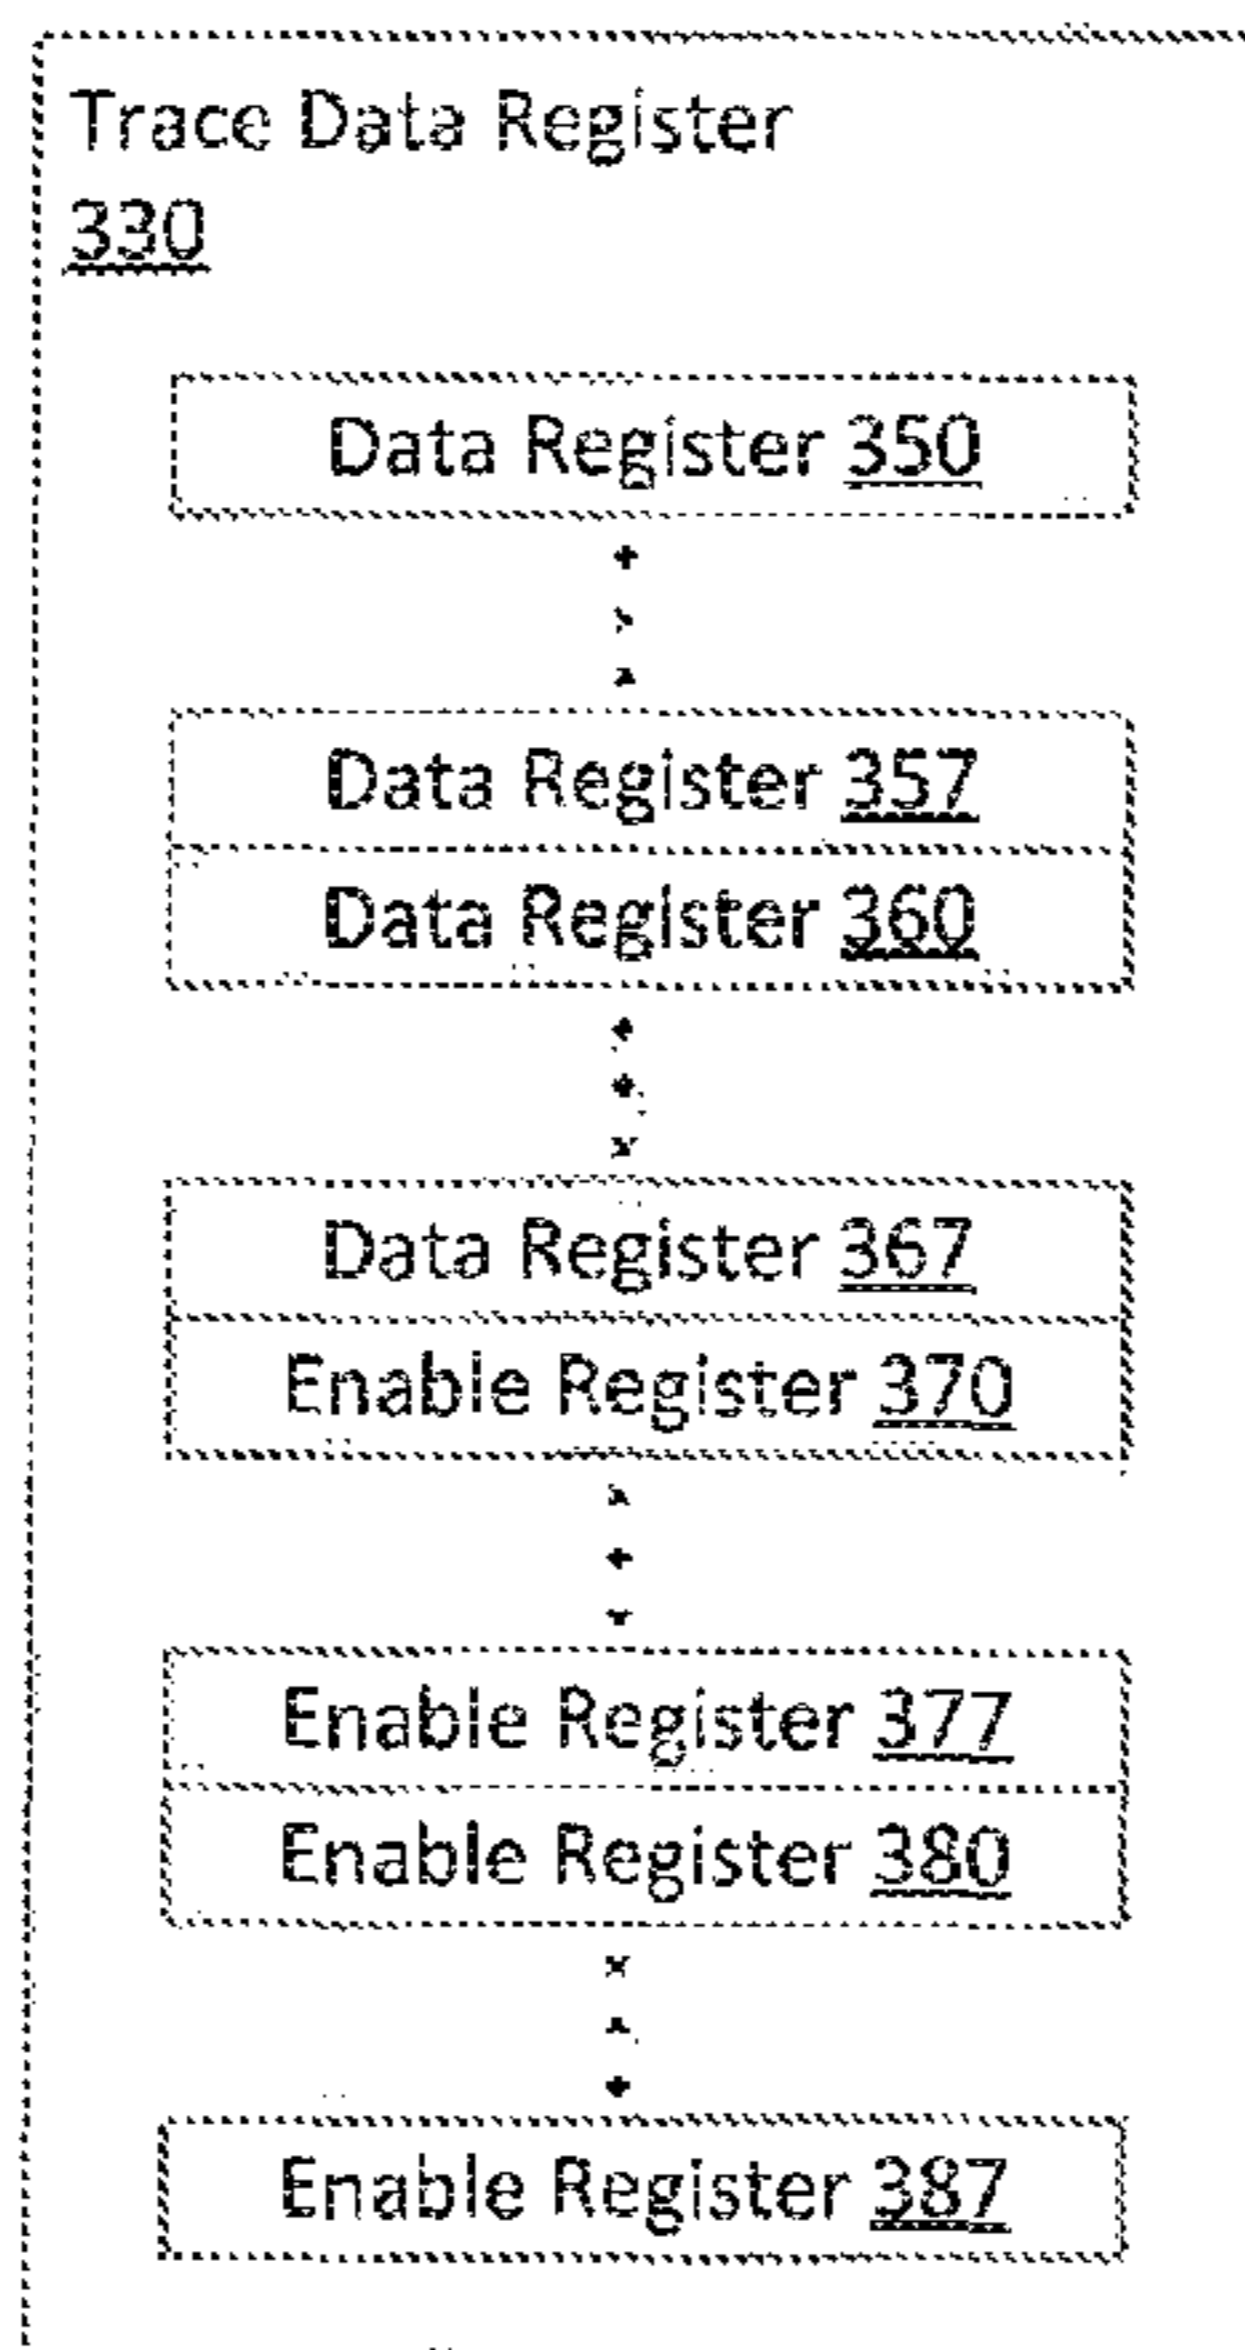 Trace Data Register
330
Data Register 350
Data Register 357
Data Register 360
Data Register 367
Enable Register 370
Enable Register 377
Enable Register 380
Enable Register 387